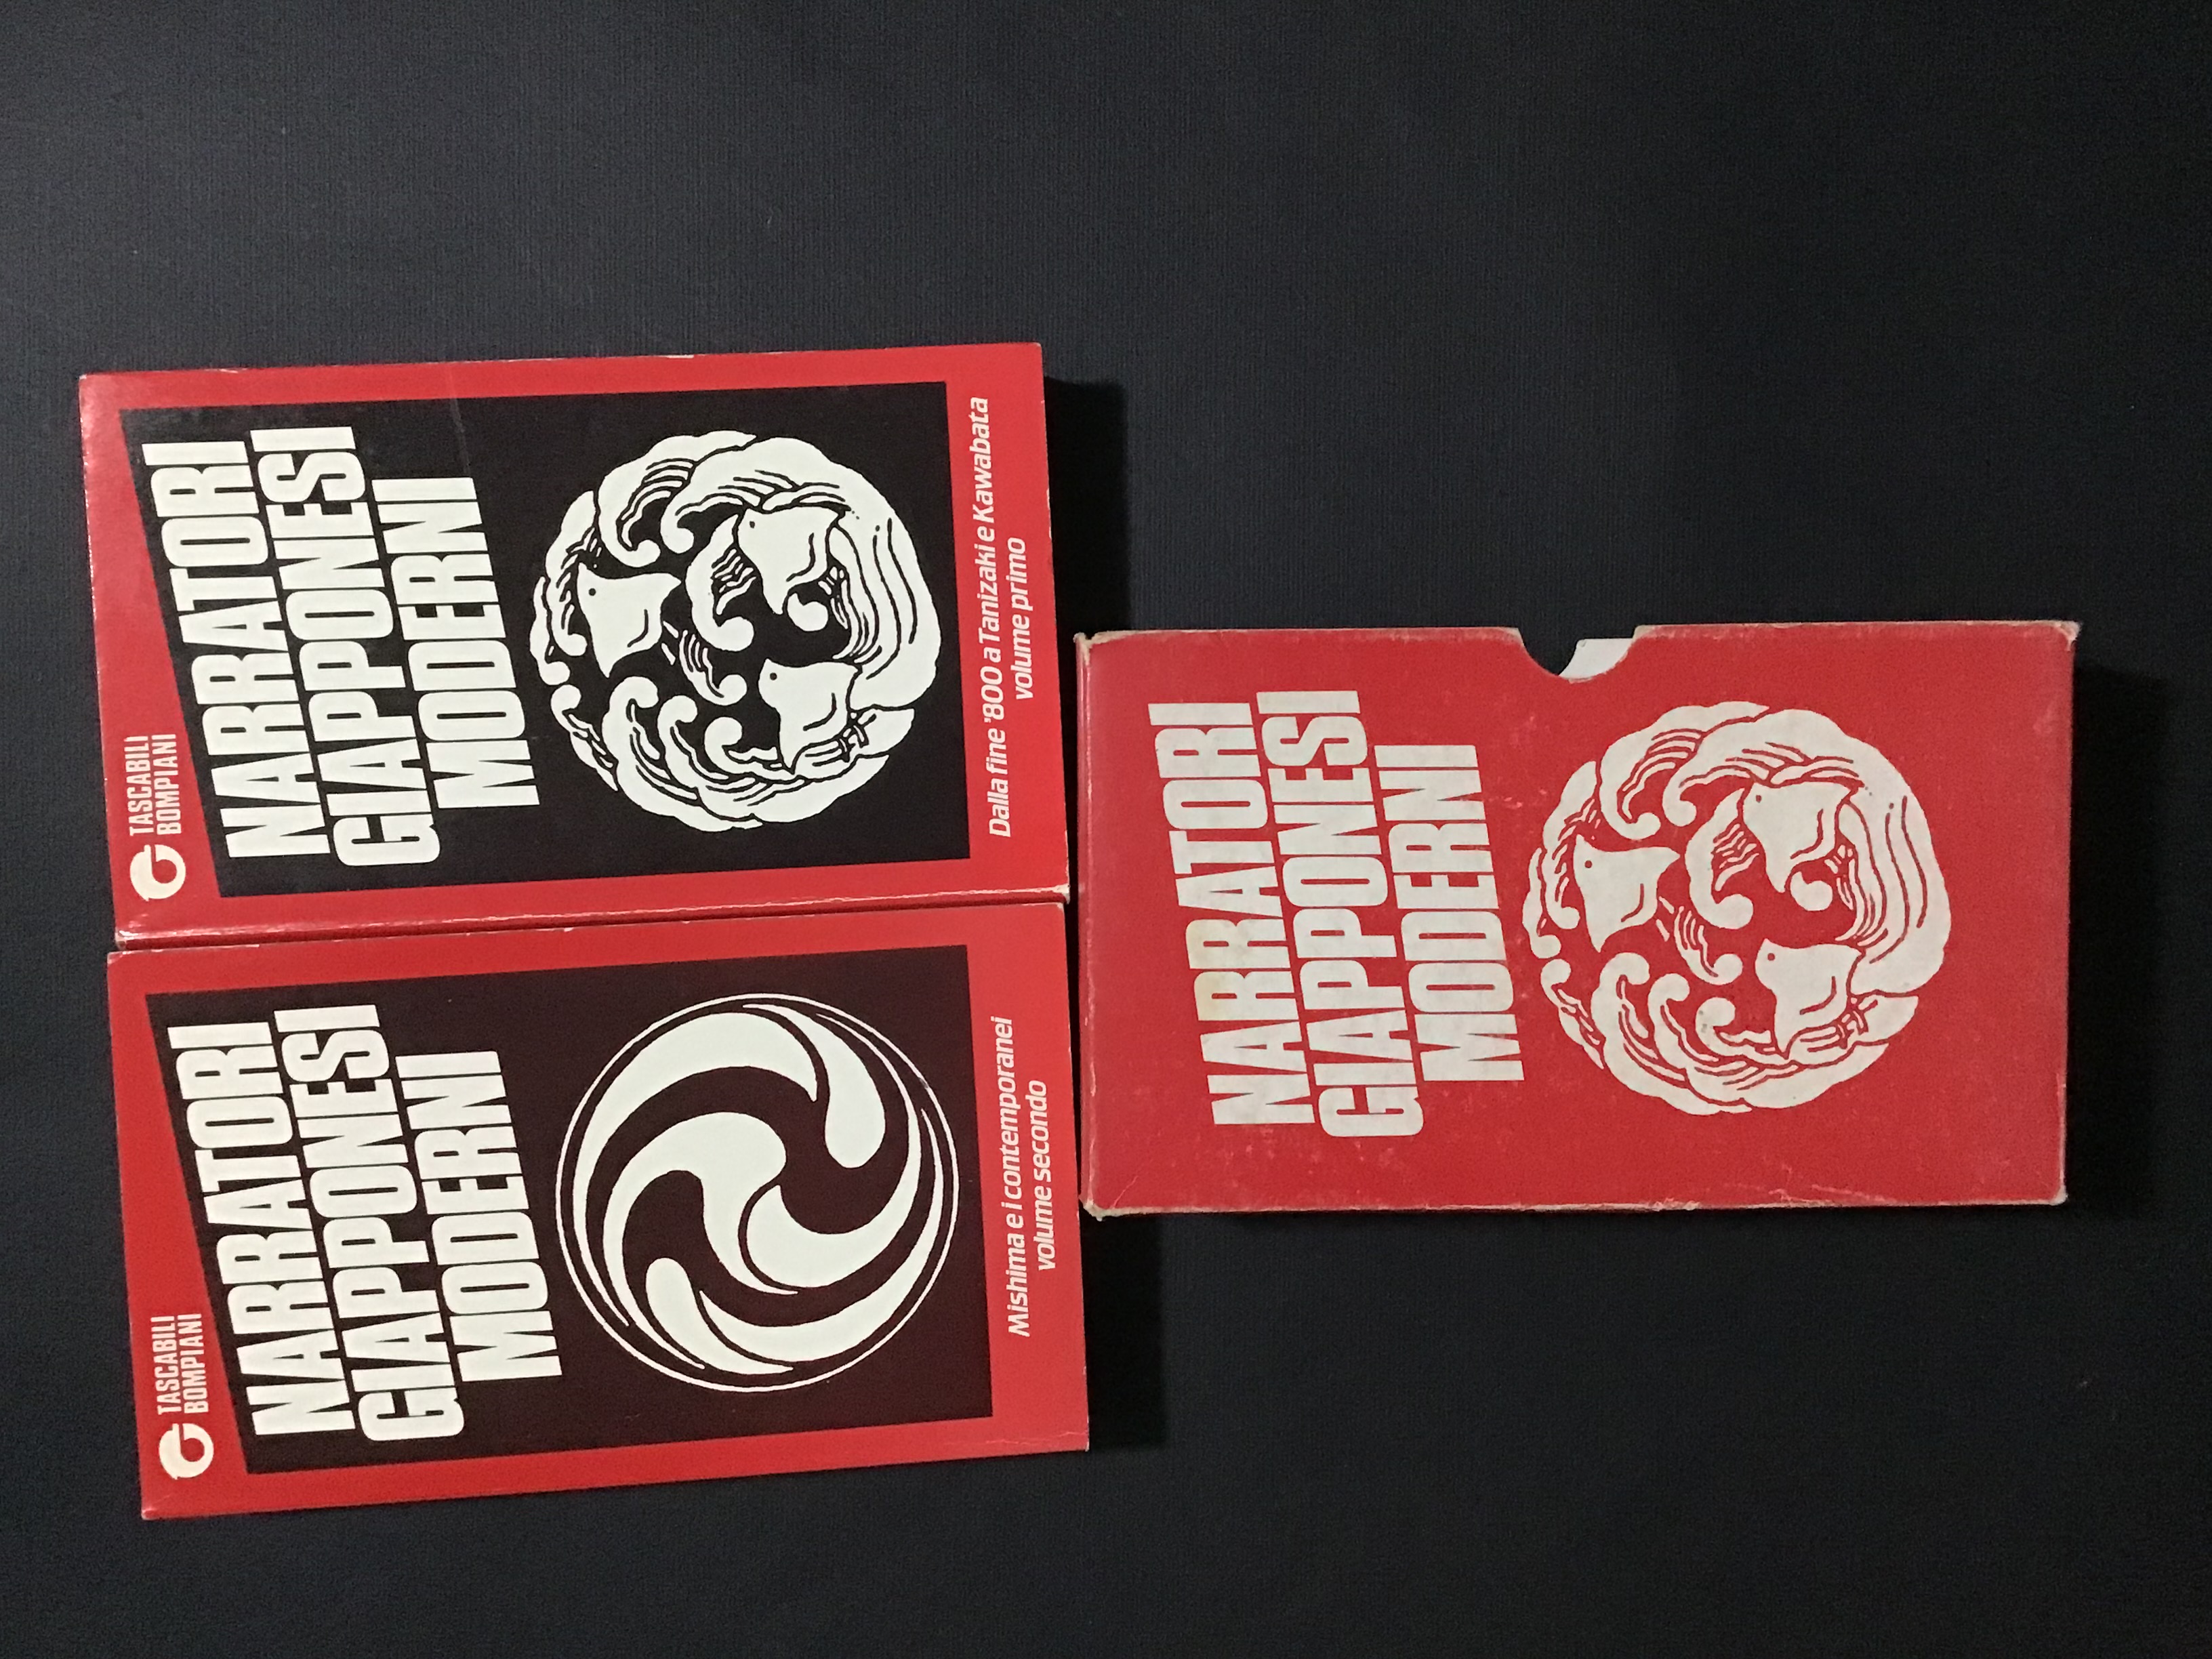 TASCABILI
BOMPIANI
NARRATORI
GIAPPONESI
MODERNI
Mishima e i contemporanei
volume secondo
TASCABILI
BOMPIANI
NARRATORI
GIAPPONESI
MODERNI
Dalla fine '800 a Tanizaki e Kawabata
volume primo
NARRATORI
GIAPPONESI
MODERNI